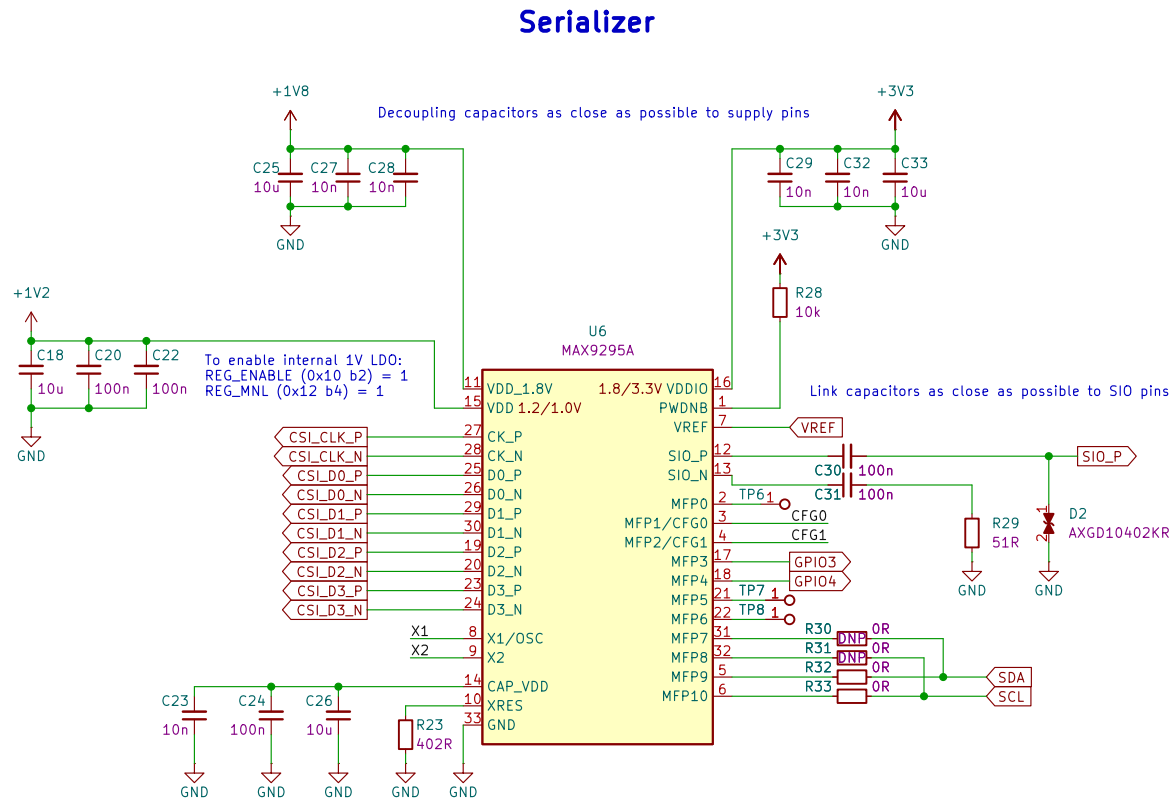 Serializer
+1V8
Decoupling capacitors as close as possible to supply pins
+3V3
C25
10u
C27
10n
C28
10n
GND
C29
10n
C32
10n
C33
10u
GND
+3V3
R28
10k
+1V2
C18
10u
C20
100n
C22
100n
GND
To enable internal 1V LDO:
REG_ENABLE (0x10 b2) = 1
REG_MNL (0x12 b4) = 1
U6
MAX9295A
11 VDD_1.8V
15 VDD 1.2/1.0V
CSI_CLK_P 27 CK_P
CSI_CLK_N 28 CK_N
CSI_D0_P 25 D0_P
CSI_D0_N 26 D0_N
CSI_D1_P 29 D1_P
CSI_D1_N 30 D1_N
CSI_D2_P 19 D2_P
CSI_D2_N 20 D2_N
CSI_D3_P 23 D3_P
CSI_D3_N 24 D3_N
X1 8 X1/OSC
X2 9 X2
14 CAP_VDD
10 XRES
33 GND
C23
10n
C24
100n
C26
10u
R23
402R
GND
GND
GND
GND
GND
1.8/3.3V VDDIO 16
PWDNB 1
VREF 7 VREF
Link capacitors as close as possible to SIO pins
SIO_P 12
SIO_N 13
C30 100n
C31 100n
SIO_P
MFP0 2 TP6 1
MFP1/CFG0 3 CFG0
MFP2/CFG1 4 CFG1
MFP3 17 GPIO3
MFP4 18 GPIO4
MFP5 21 TP7 1
MFP6 22 TP8 1
MFP7 31 R30 DNP 0R
MFP8 32 R31 DNP 0R
MFP9 5 R32 0R SDA
MFP10 6 R33 0R SCL
R29
51R
GND
1
2
D2
AXGD10402KR
GND